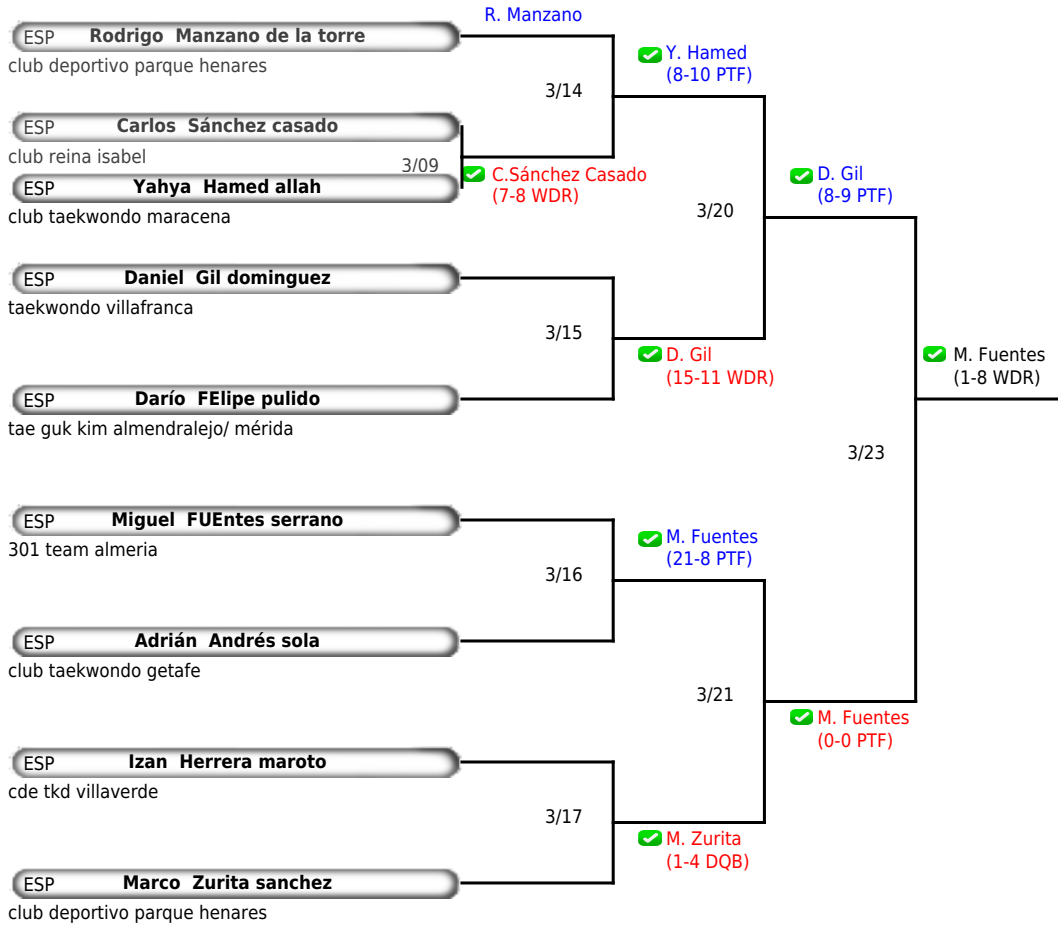 R. Manzano
ESP Rodrigo Manzano de la torre
club deportivo parque henares
Y. Hamed
(8-10 PTF)
3/14
ESP Carlos Sánchez casado
club reina isabel
3/09
C.Sánchez Casado
(7-8 WDR)
ESP Yahya Hamed allah
club taekwondo maracena
D. Gil
(8-9 PTF)
3/20
ESP Daniel Gil dominguez
taekwondo villafranca
3/15
D. Gil
(15-11 WDR)
M. Fuentes
(1-8 WDR)
ESP Darío FElipe pulido
tae guk kim almendralejo/ mérida
3/23
ESP Miguel FUEntes serrano
301 team almeria
M. Fuentes
(21-8 PTF)
3/16
ESP Adrián Andrés sola
club taekwondo getafe
3/21
M. Fuentes
(0-0 PTF)
ESP Izan Herrera maroto
cde tkd villaverde
3/17
M. Zurita
(1-4 DQB)
ESP Marco Zurita sanchez
club deportivo parque henares